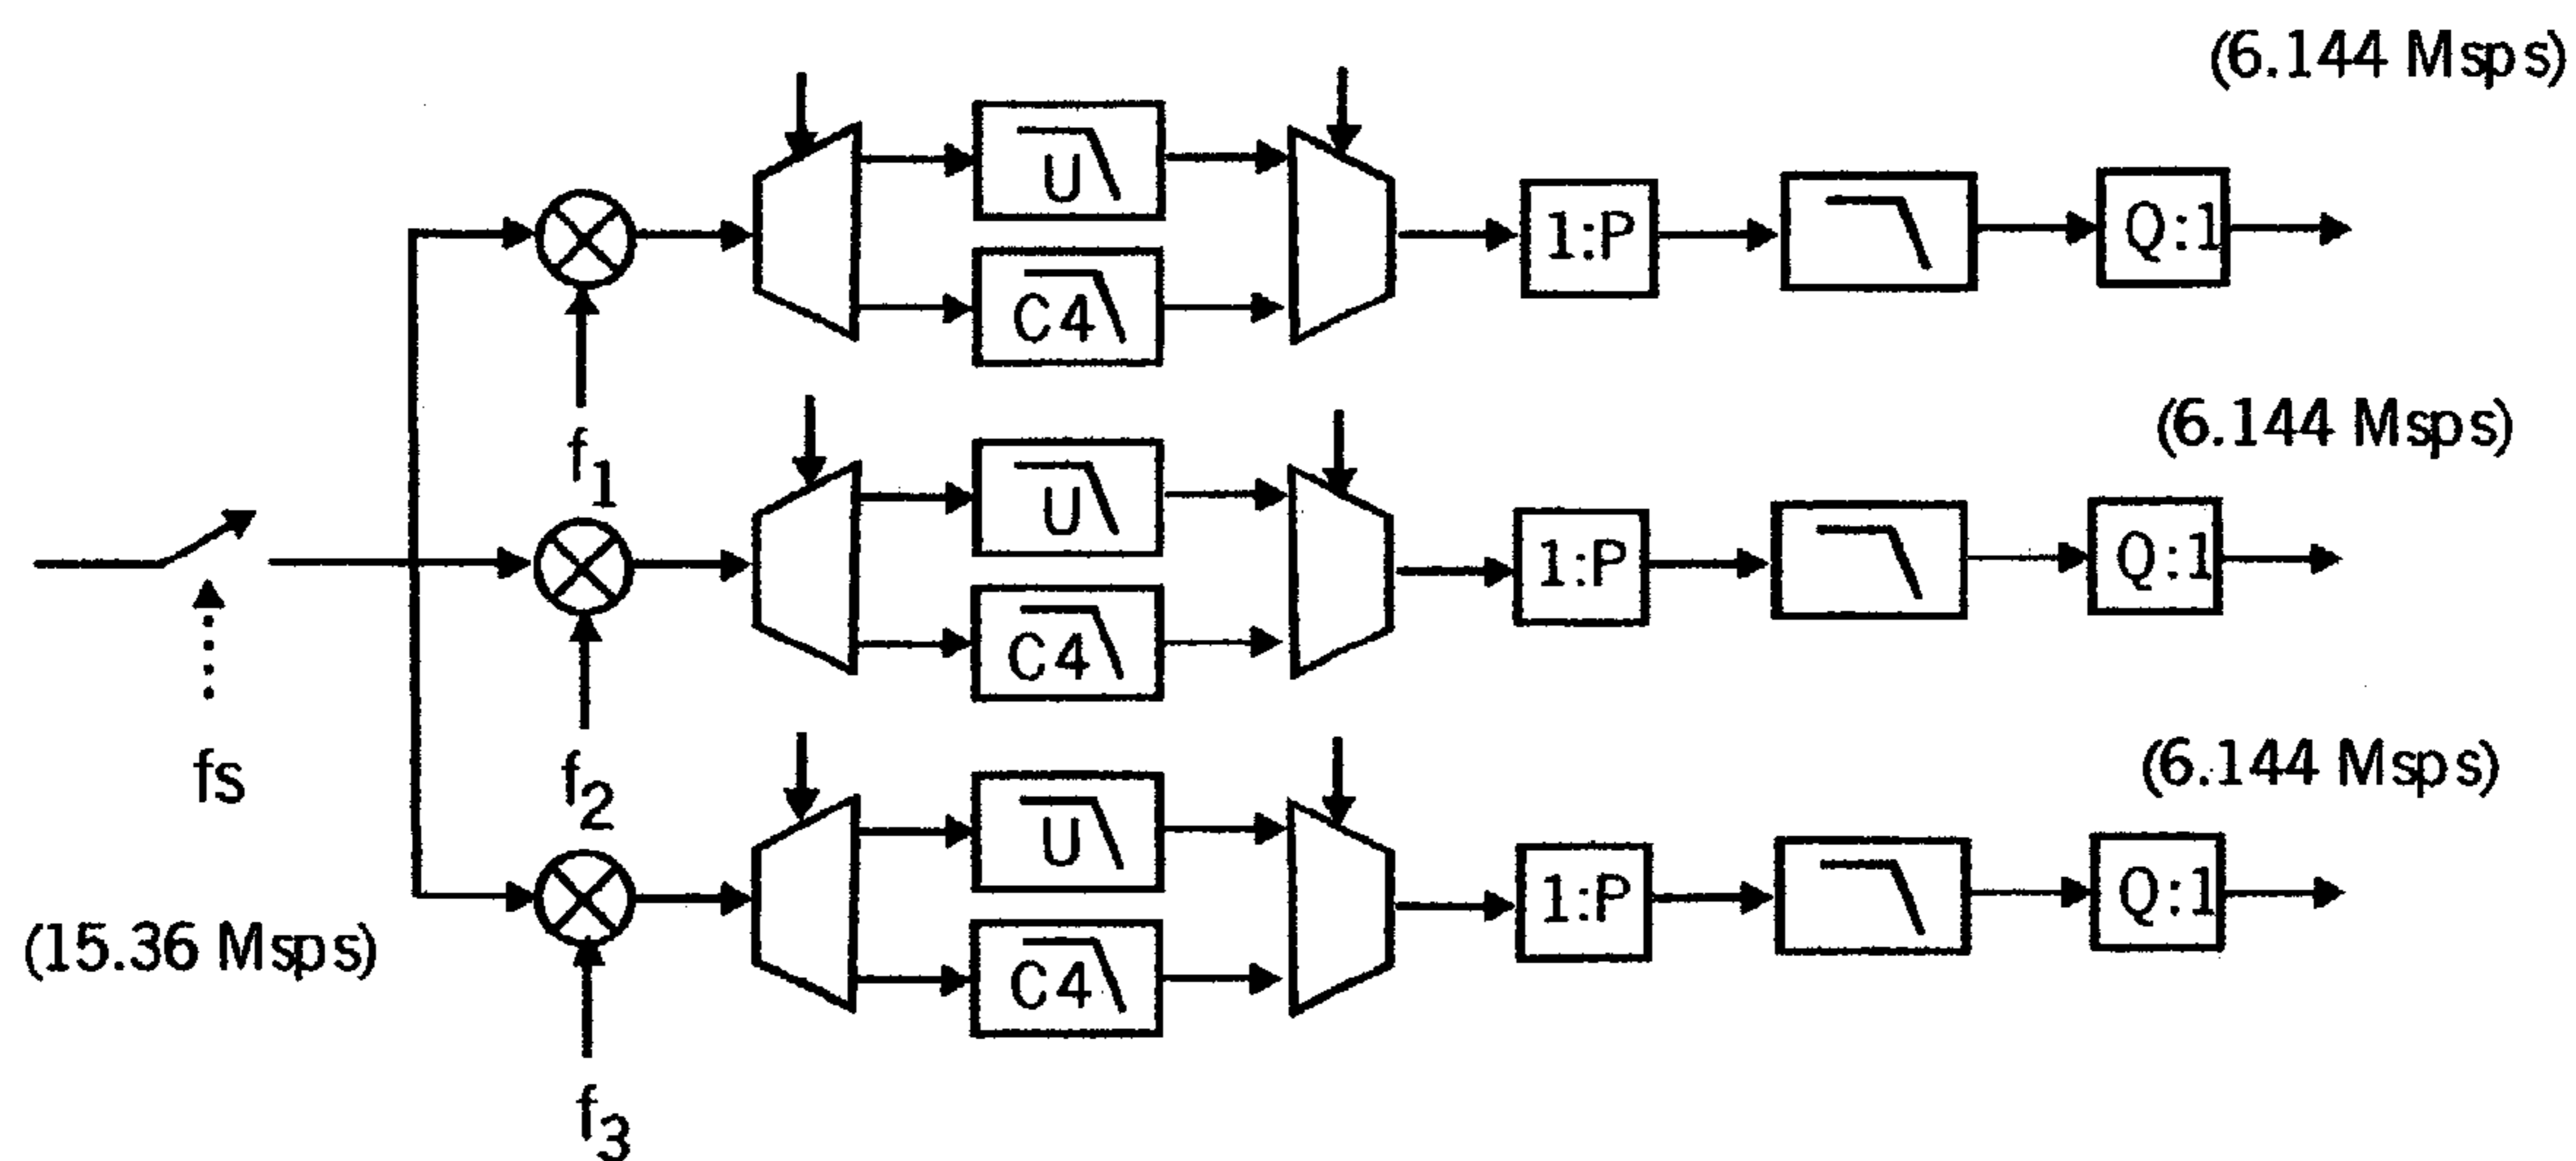 (6.144 Msps)
U
1:P
Q:1
C4
f1
(6.144 Msps)
U
1:P
Q:1
C4
fs
f2
(6.144 Msps)
U
1:P
Q:1
(15.36 Msps)
C4
f3